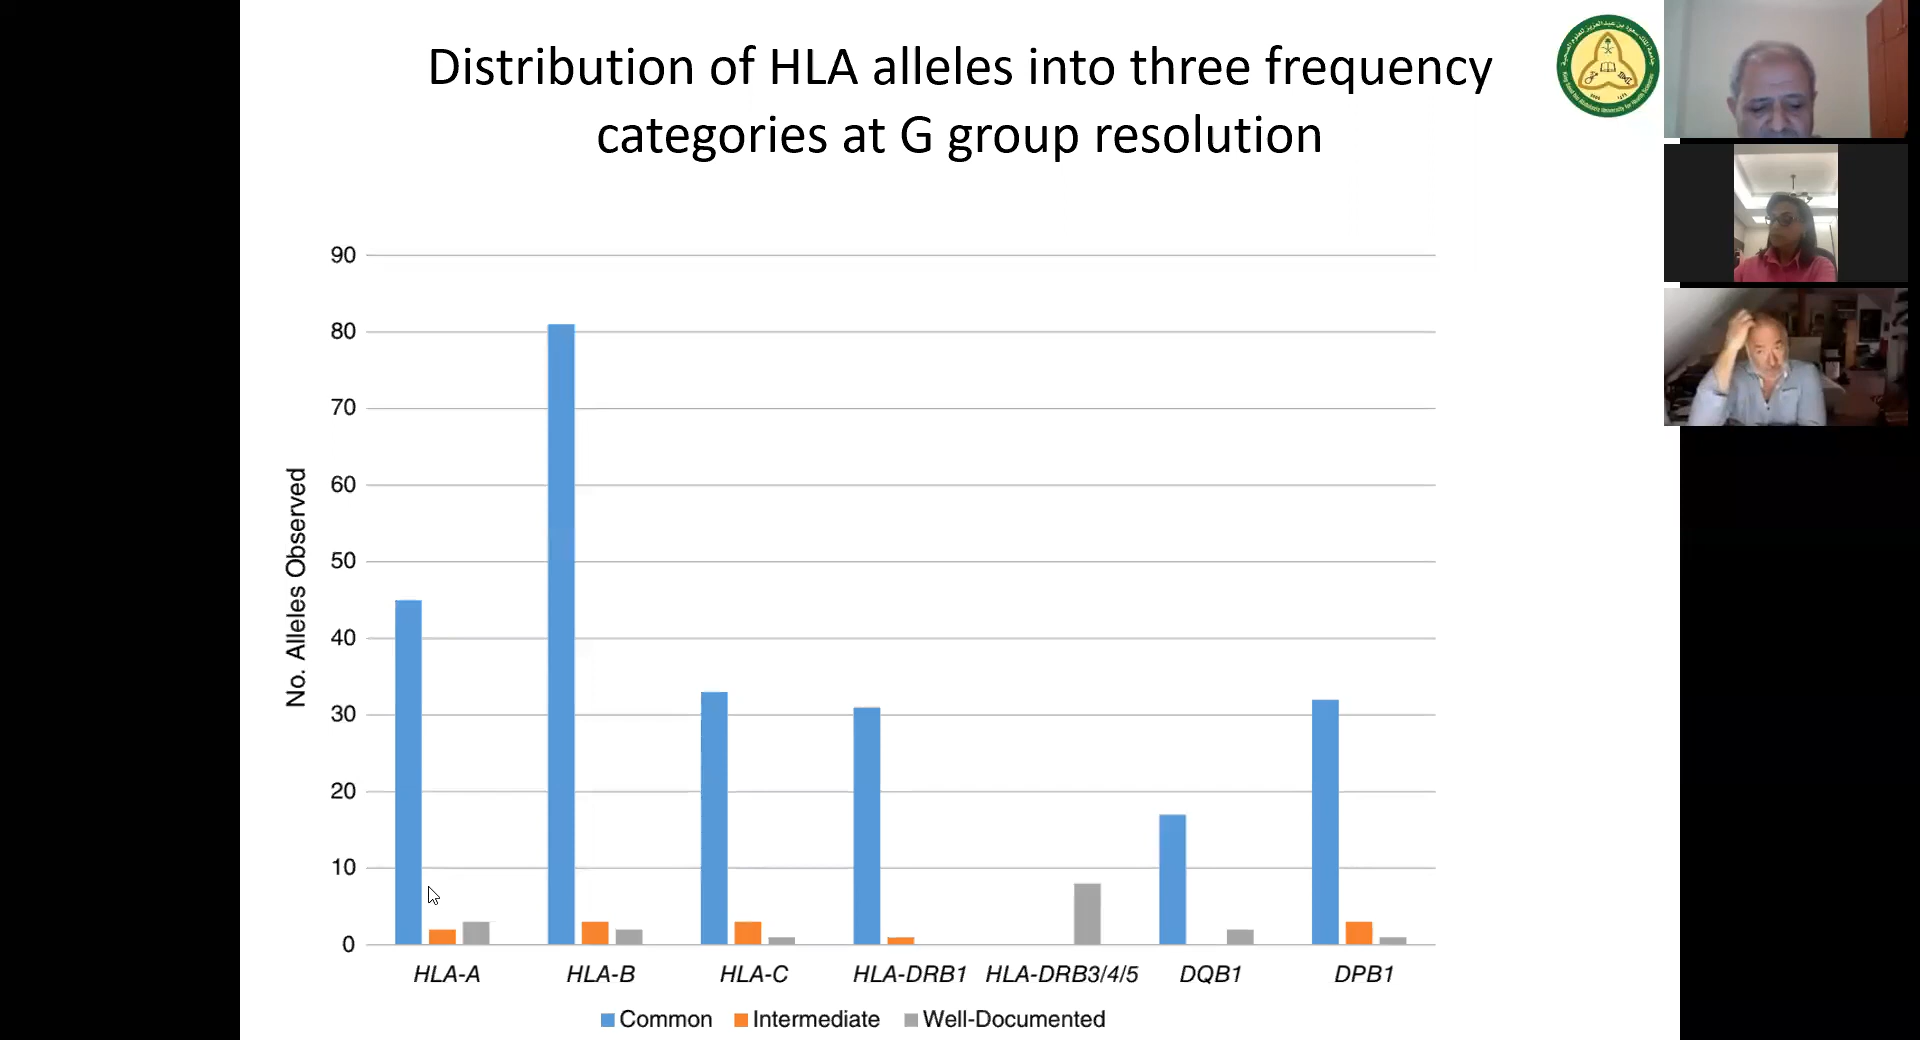 Distribution of HLA alleles into three frequency
categories at G group resolution
90
80
70
60
50
40
30
20
10
0
No. Alleles Observed
HLA-A HLA-B HLA-C HLA-DRB1 HLA-DRB3/4/5 DQB1 DPB1
Common Intermediate Well-Documented